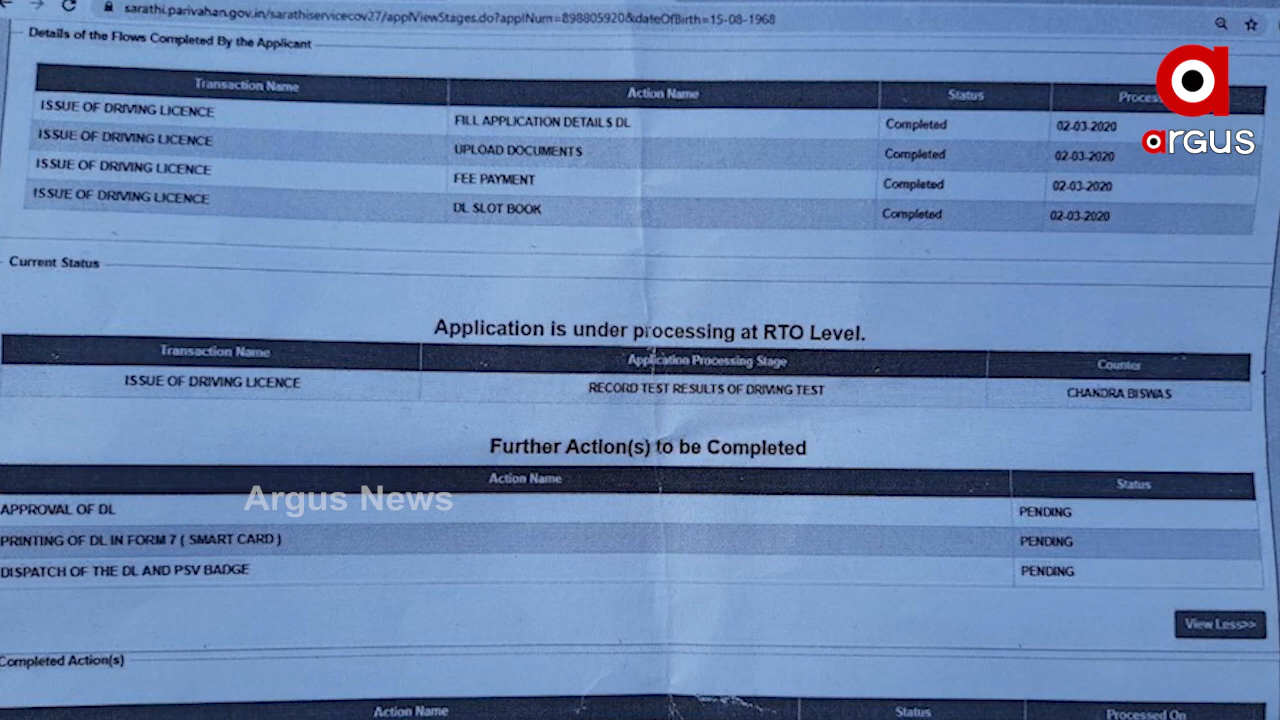 sarathi.parivahan.gov.in/sarathiservicecov27/applViewStages.do?applNum=898805920&dateOfBirth=15-08-1968
Details of the Flows Completed By the Applicant
Transaction Name Action Name Status
ISSUE OF DRIVING LICENCE FILL APPLICATION DETAILS DL Completed 02-03-2020
ISSUE OF DRIVING LICENCE UPLOAD DOCUMENTS Completed 02-03-2020
ISSUE OF DRIVING LICENCE FEE PAYMENT Completed 02-03-2020
ISSUE OF DRIVING LICENCE DL SLOT BOOK Completed 02-03-2020
argus
Current Status
Application is under processing at RTO Level.
Transaction Name Application Processing Stage Counter
ISSUE OF DRIVING LICENCE RECORD TEST RESULTS OF DRIVING TEST CHANDRA BISWAS
Further Action(s) to be Completed
Action Name Status
Argus News
APPROVAL OF DL PENDING
PRINTING OF DL IN FORM 7 ( SMART CARD ) PENDING
DISPATCH OF THE DL AND PSV BADGE PENDING
View Less>>
Completed Action(s)
Action Name Status Processed On